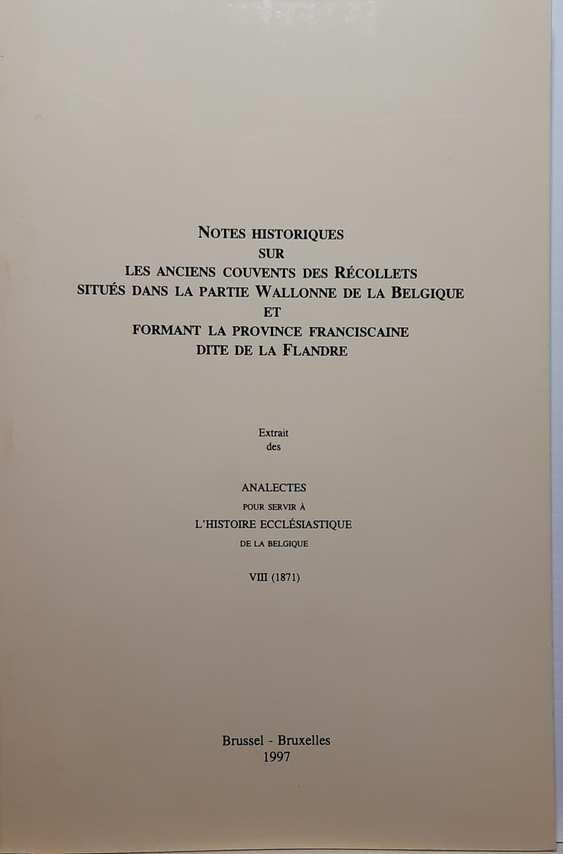 Notes historiques
sur
les anciens couvents des Récollets
situés dans la partie Wallonne de la Belgique
et
formant la province franciscaine
dite de la Flandre
Extrait
des
ANALECTES
POUR SERVIR À
L'HISTOIRE ECCLÉSIASTIQUE
DE LA BELGIQUE
VIII (1871)
Brussel - Bruxelles
1997